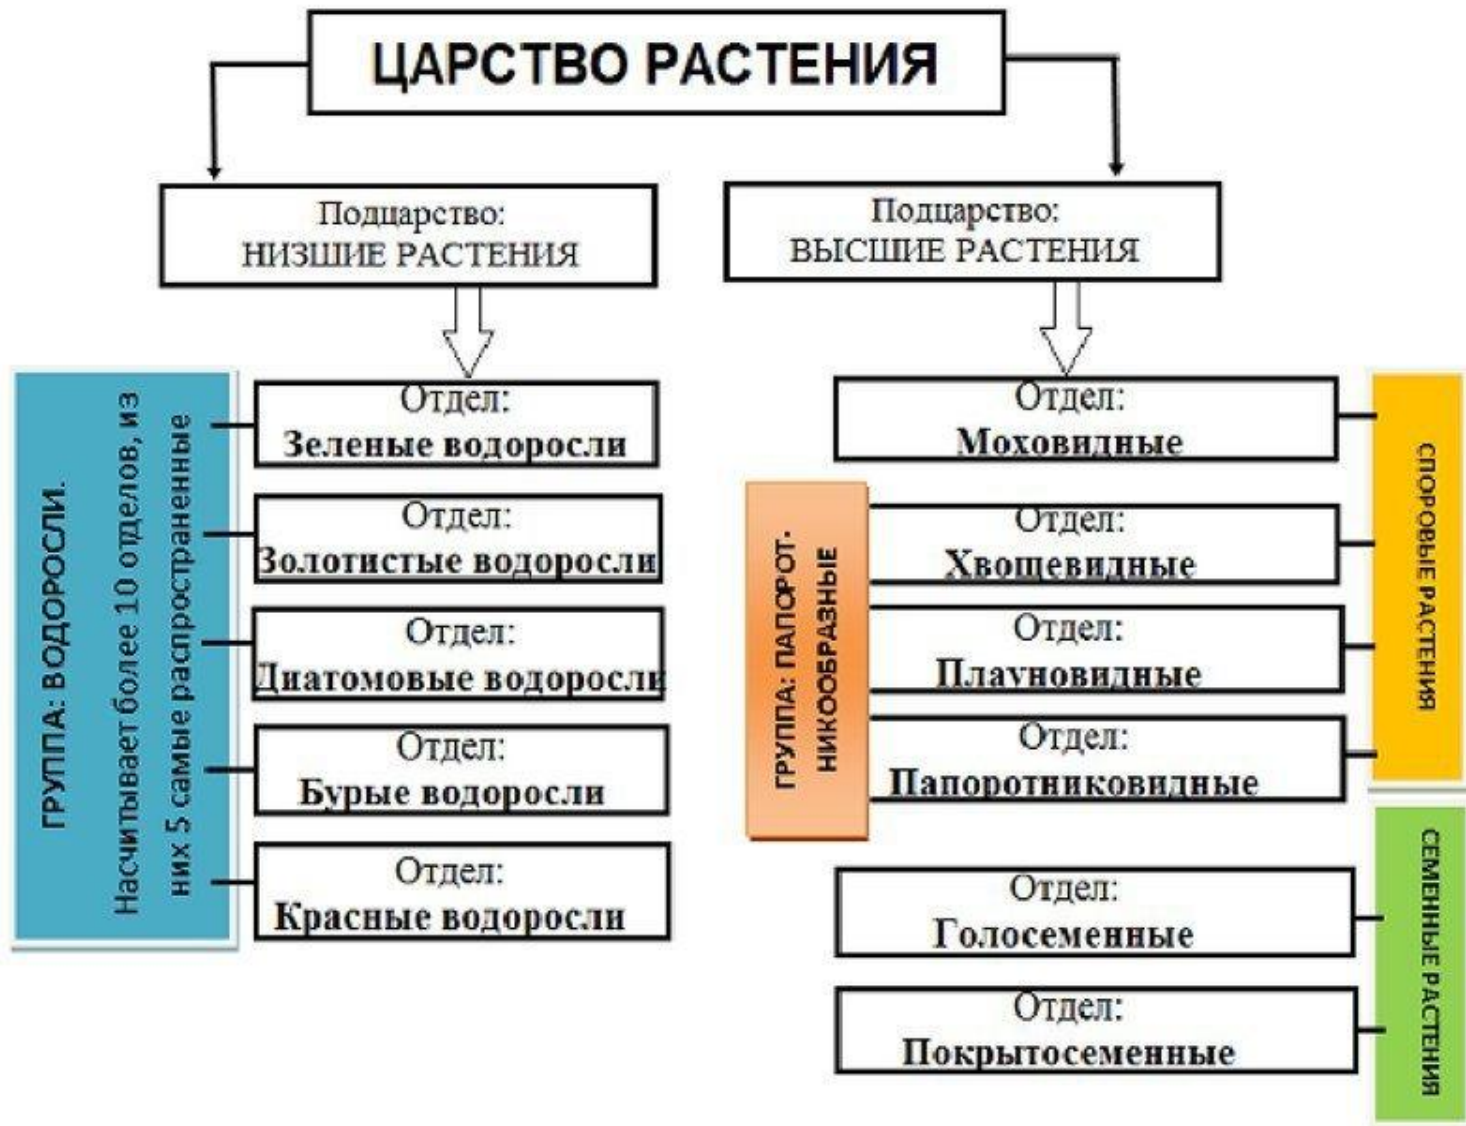 ЦАРСТВО РАСТЕНИЯ
Подцарство:
НИЗШИЕ РАСТЕНИЯ
Подцарство:
ВЫСШИЕ РАСТЕНИЯ
ГРУППА: ВОДОРОСЛИ.
Насчитывает более 10 отделов, из
них 5 самые распространенные
Отдел:
Зеленые водоросли
Отдел:
Золотистые водоросли
Отдел:
Диатомовые водоросли
Отдел:
Бурые водоросли
Отдел:
Красные водоросли
Отдел:
Моховидные
ГРУППА: ПАПОРОТ-
НИКООБРАЗНЫЕ
Отдел:
Хвощевидные
Отдел:
Плауновидные
Отдел:
Папоротниковидные
Отдел:
Голосеменные
Отдел:
Покрытосеменные
СПОРОВЫЕ РАСТЕНИЯ
СЕМЕННЫЕ РАСТЕНИЯ